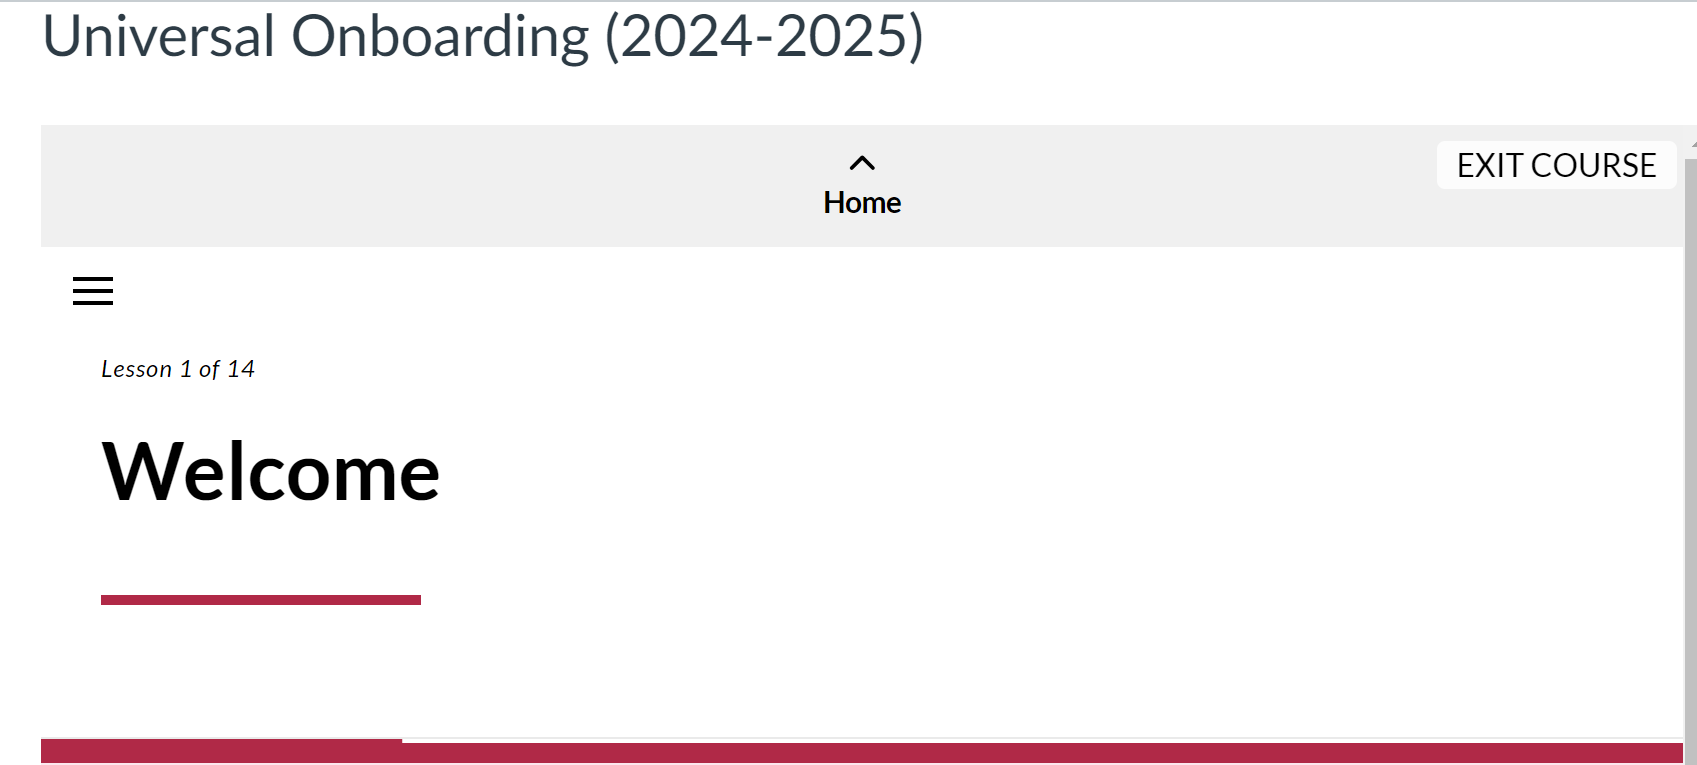 Universal Onboarding (2024-2025)
Home
EXIT COURSE
Lesson 1 of 14
Welcome